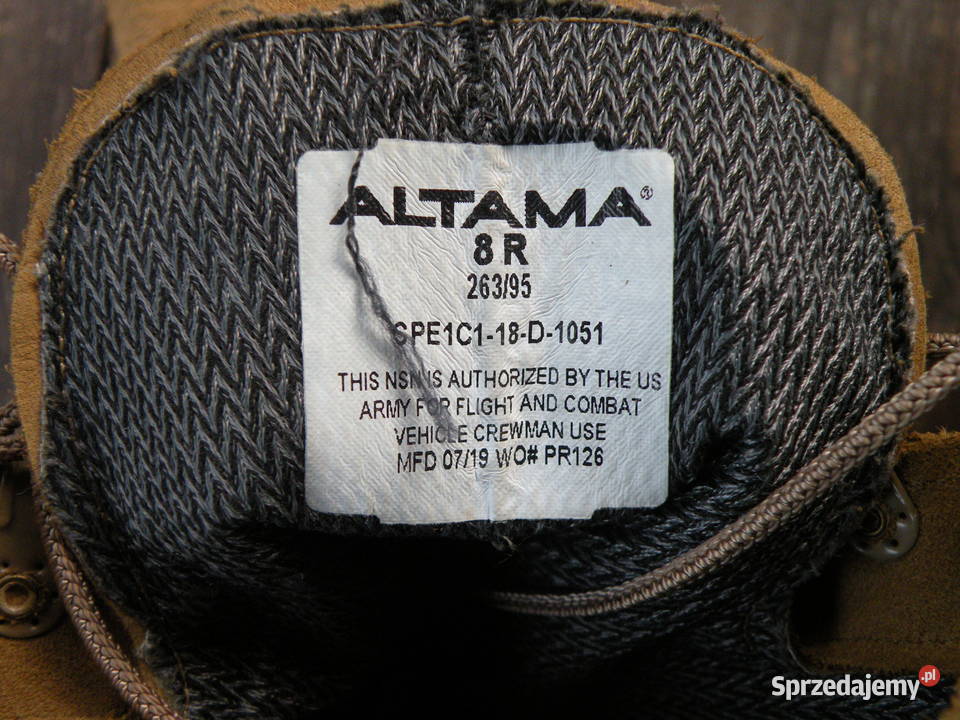 ALTAMA®
8 R
263/95
SPE1C1-18-D-1051
THIS NSN IS AUTHORIZED BY THE US
ARMY FOR FLIGHT AND COMBAT
VEHICLE CREWMAN USE
MFD 07/19 WO# PR126
Sprzedajemy.pl